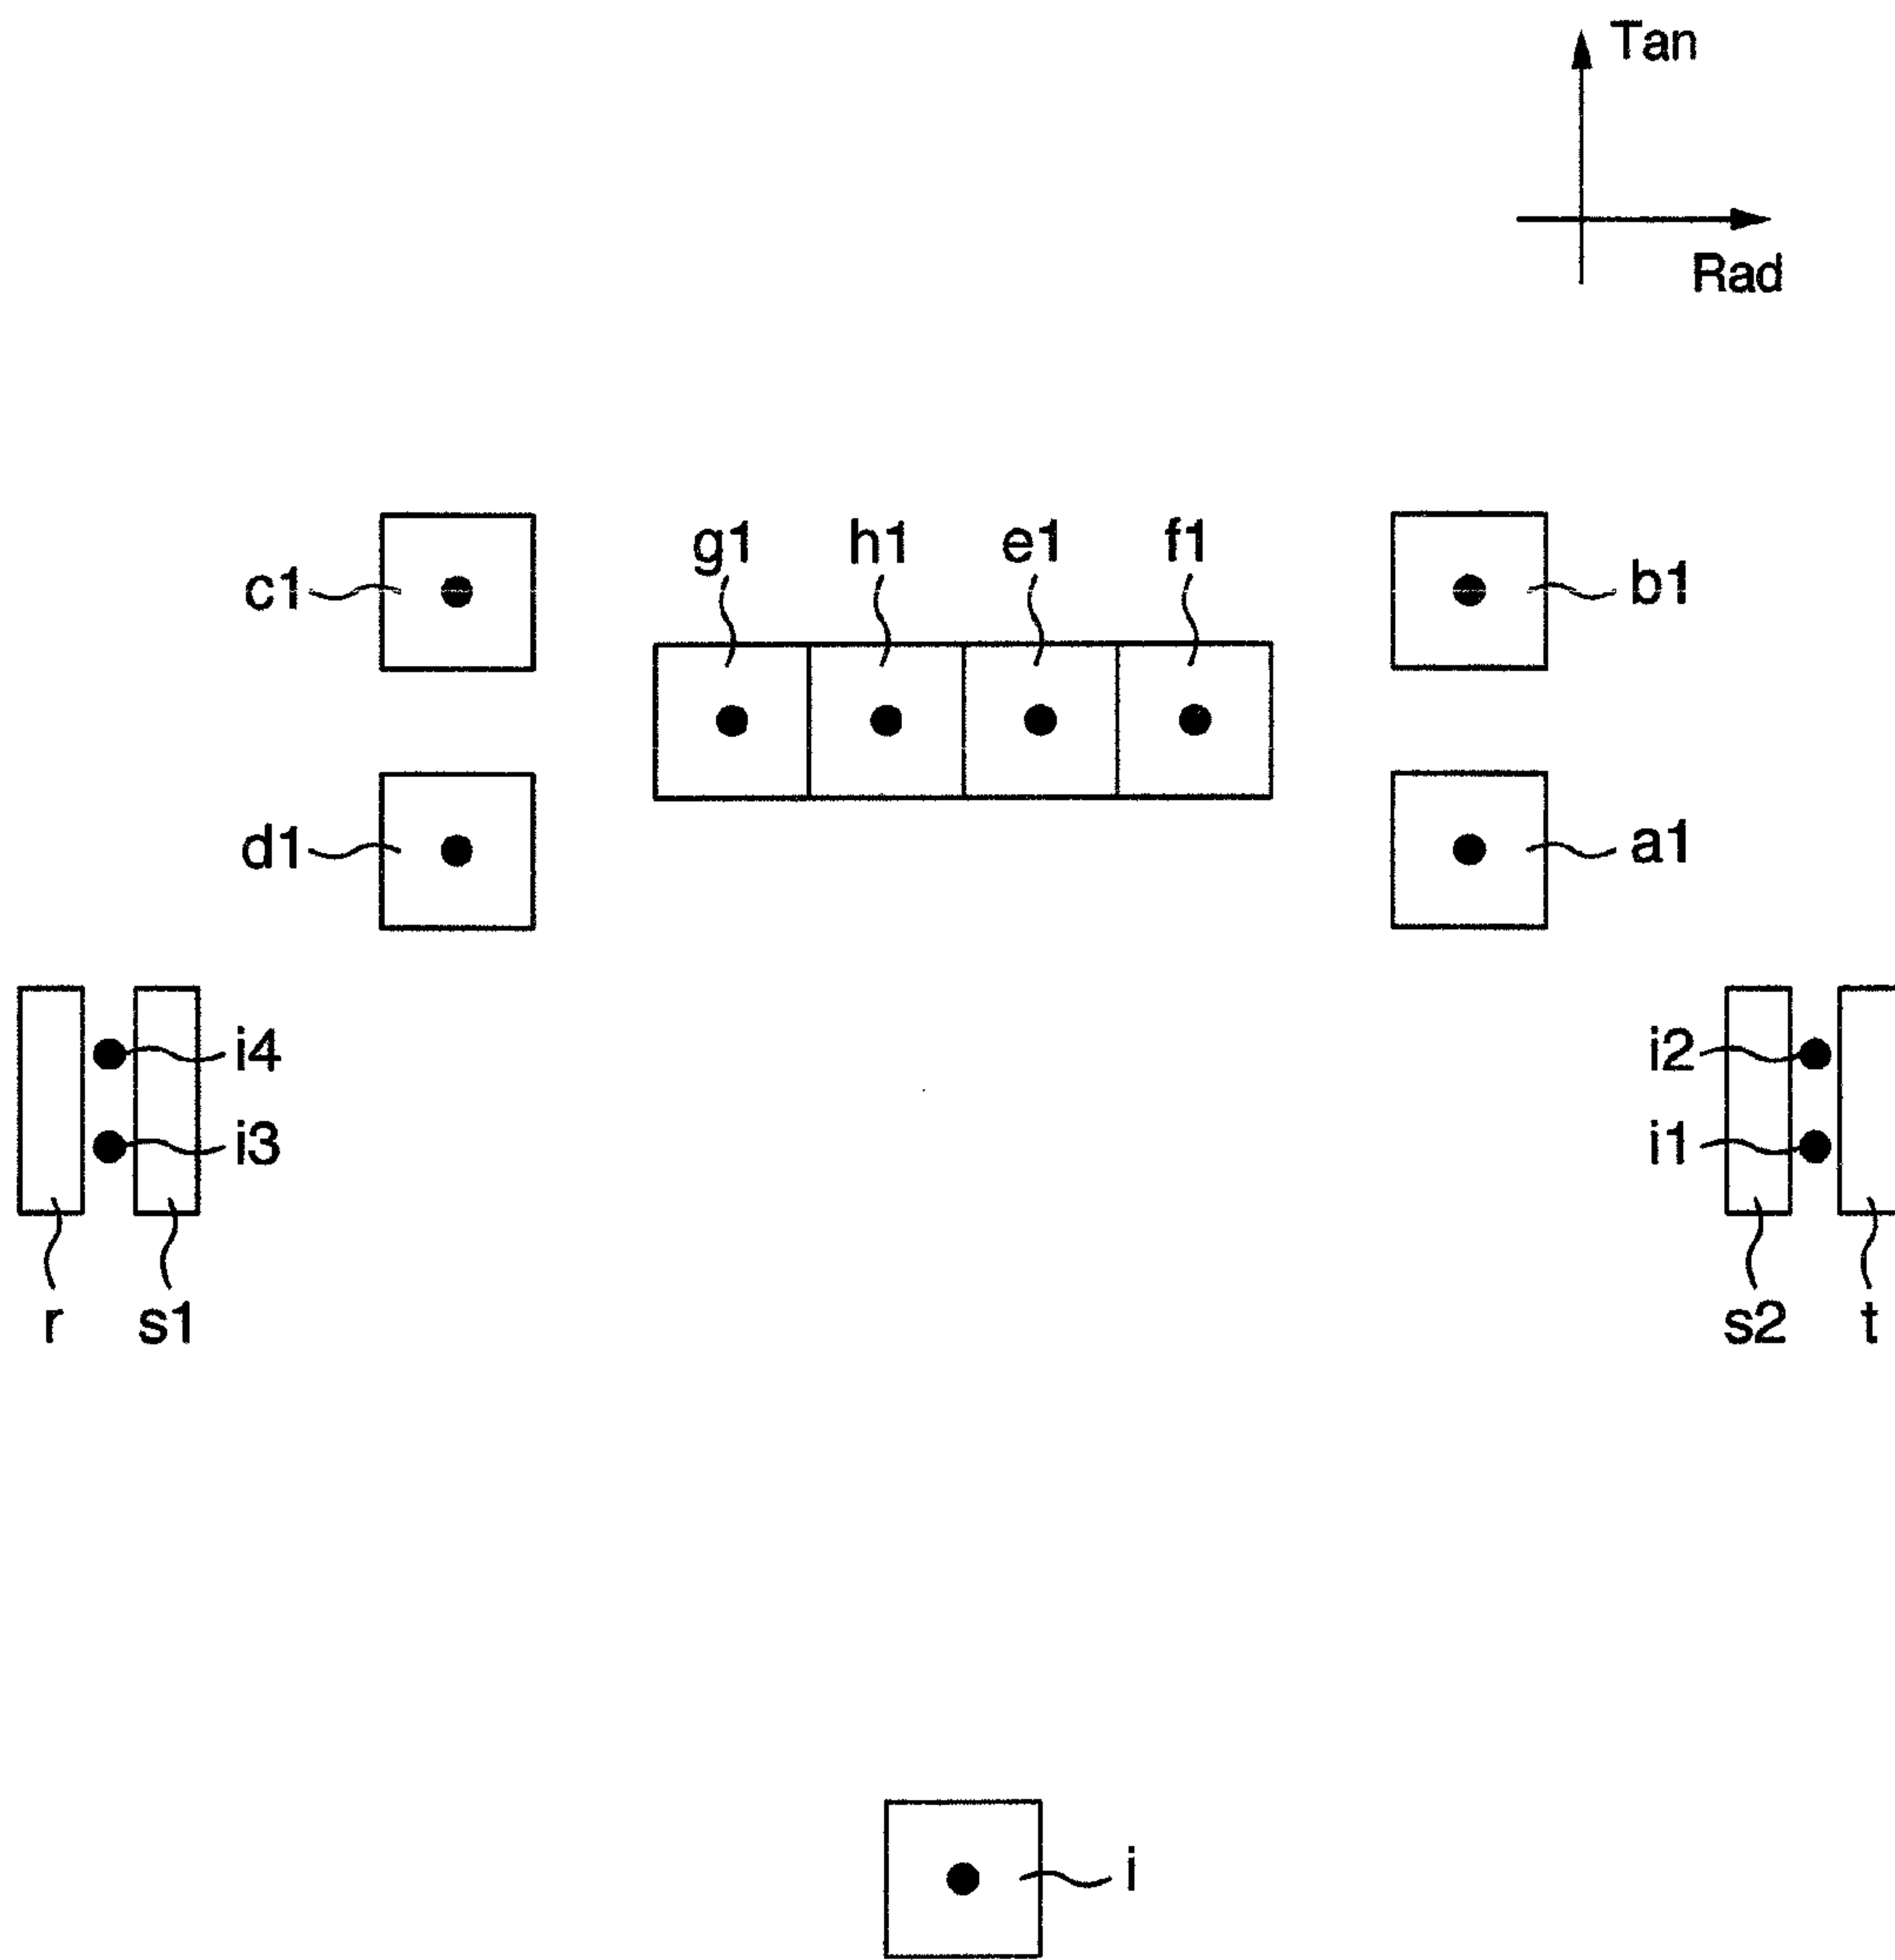 Tan
Rad
g1 h1 e1 f1
c1 b1
d1 a1
i4 i2
i3 i1
r s1 s2 t
i